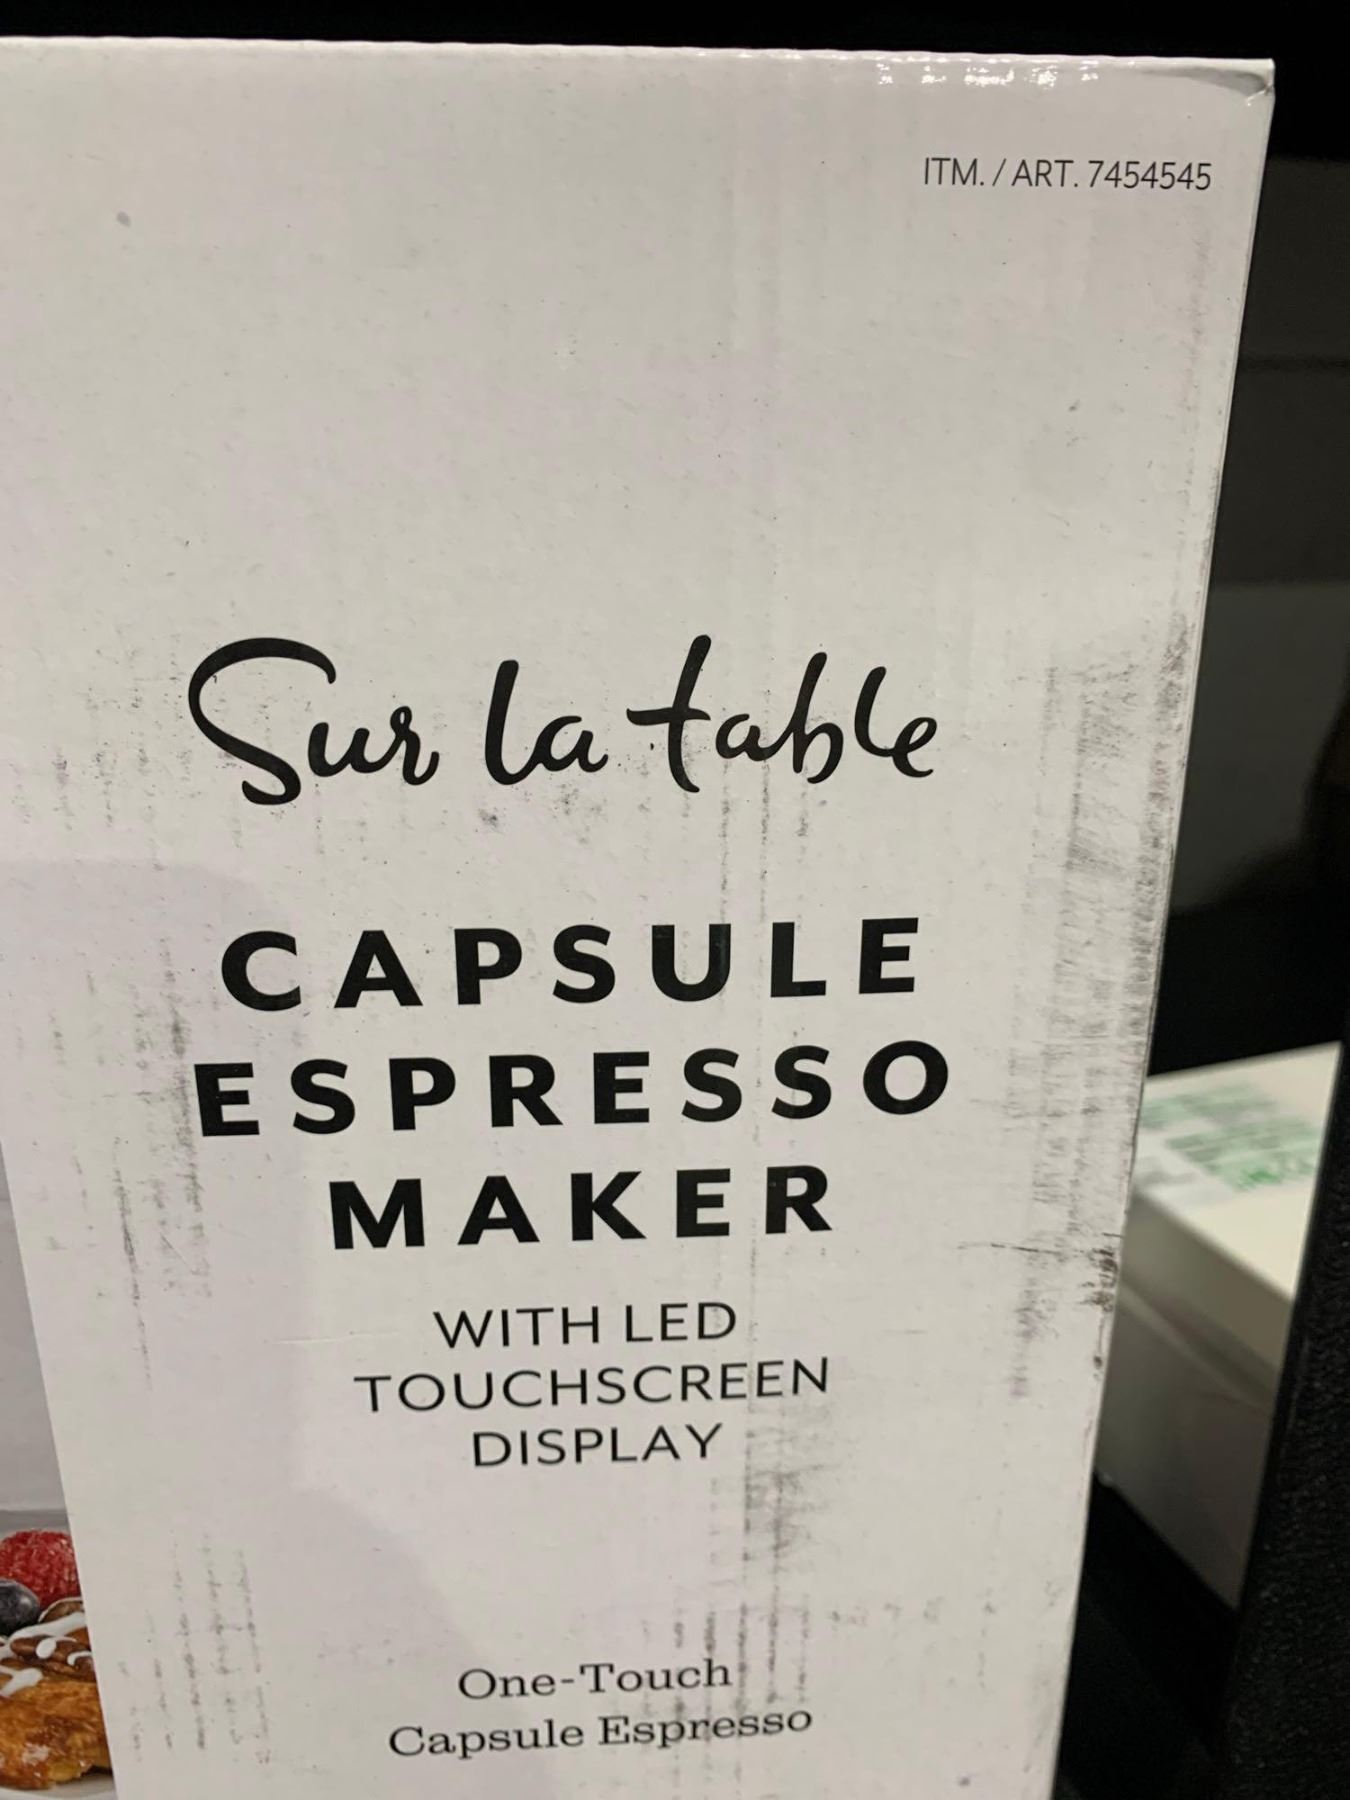 ITM. / ART. 7454545
Sur la table
CAPSULE
ESPRESSO
MAKER
WITH LED
TOUCHSCREEN
DISPLAY
One-Touch
Capsule Espresso